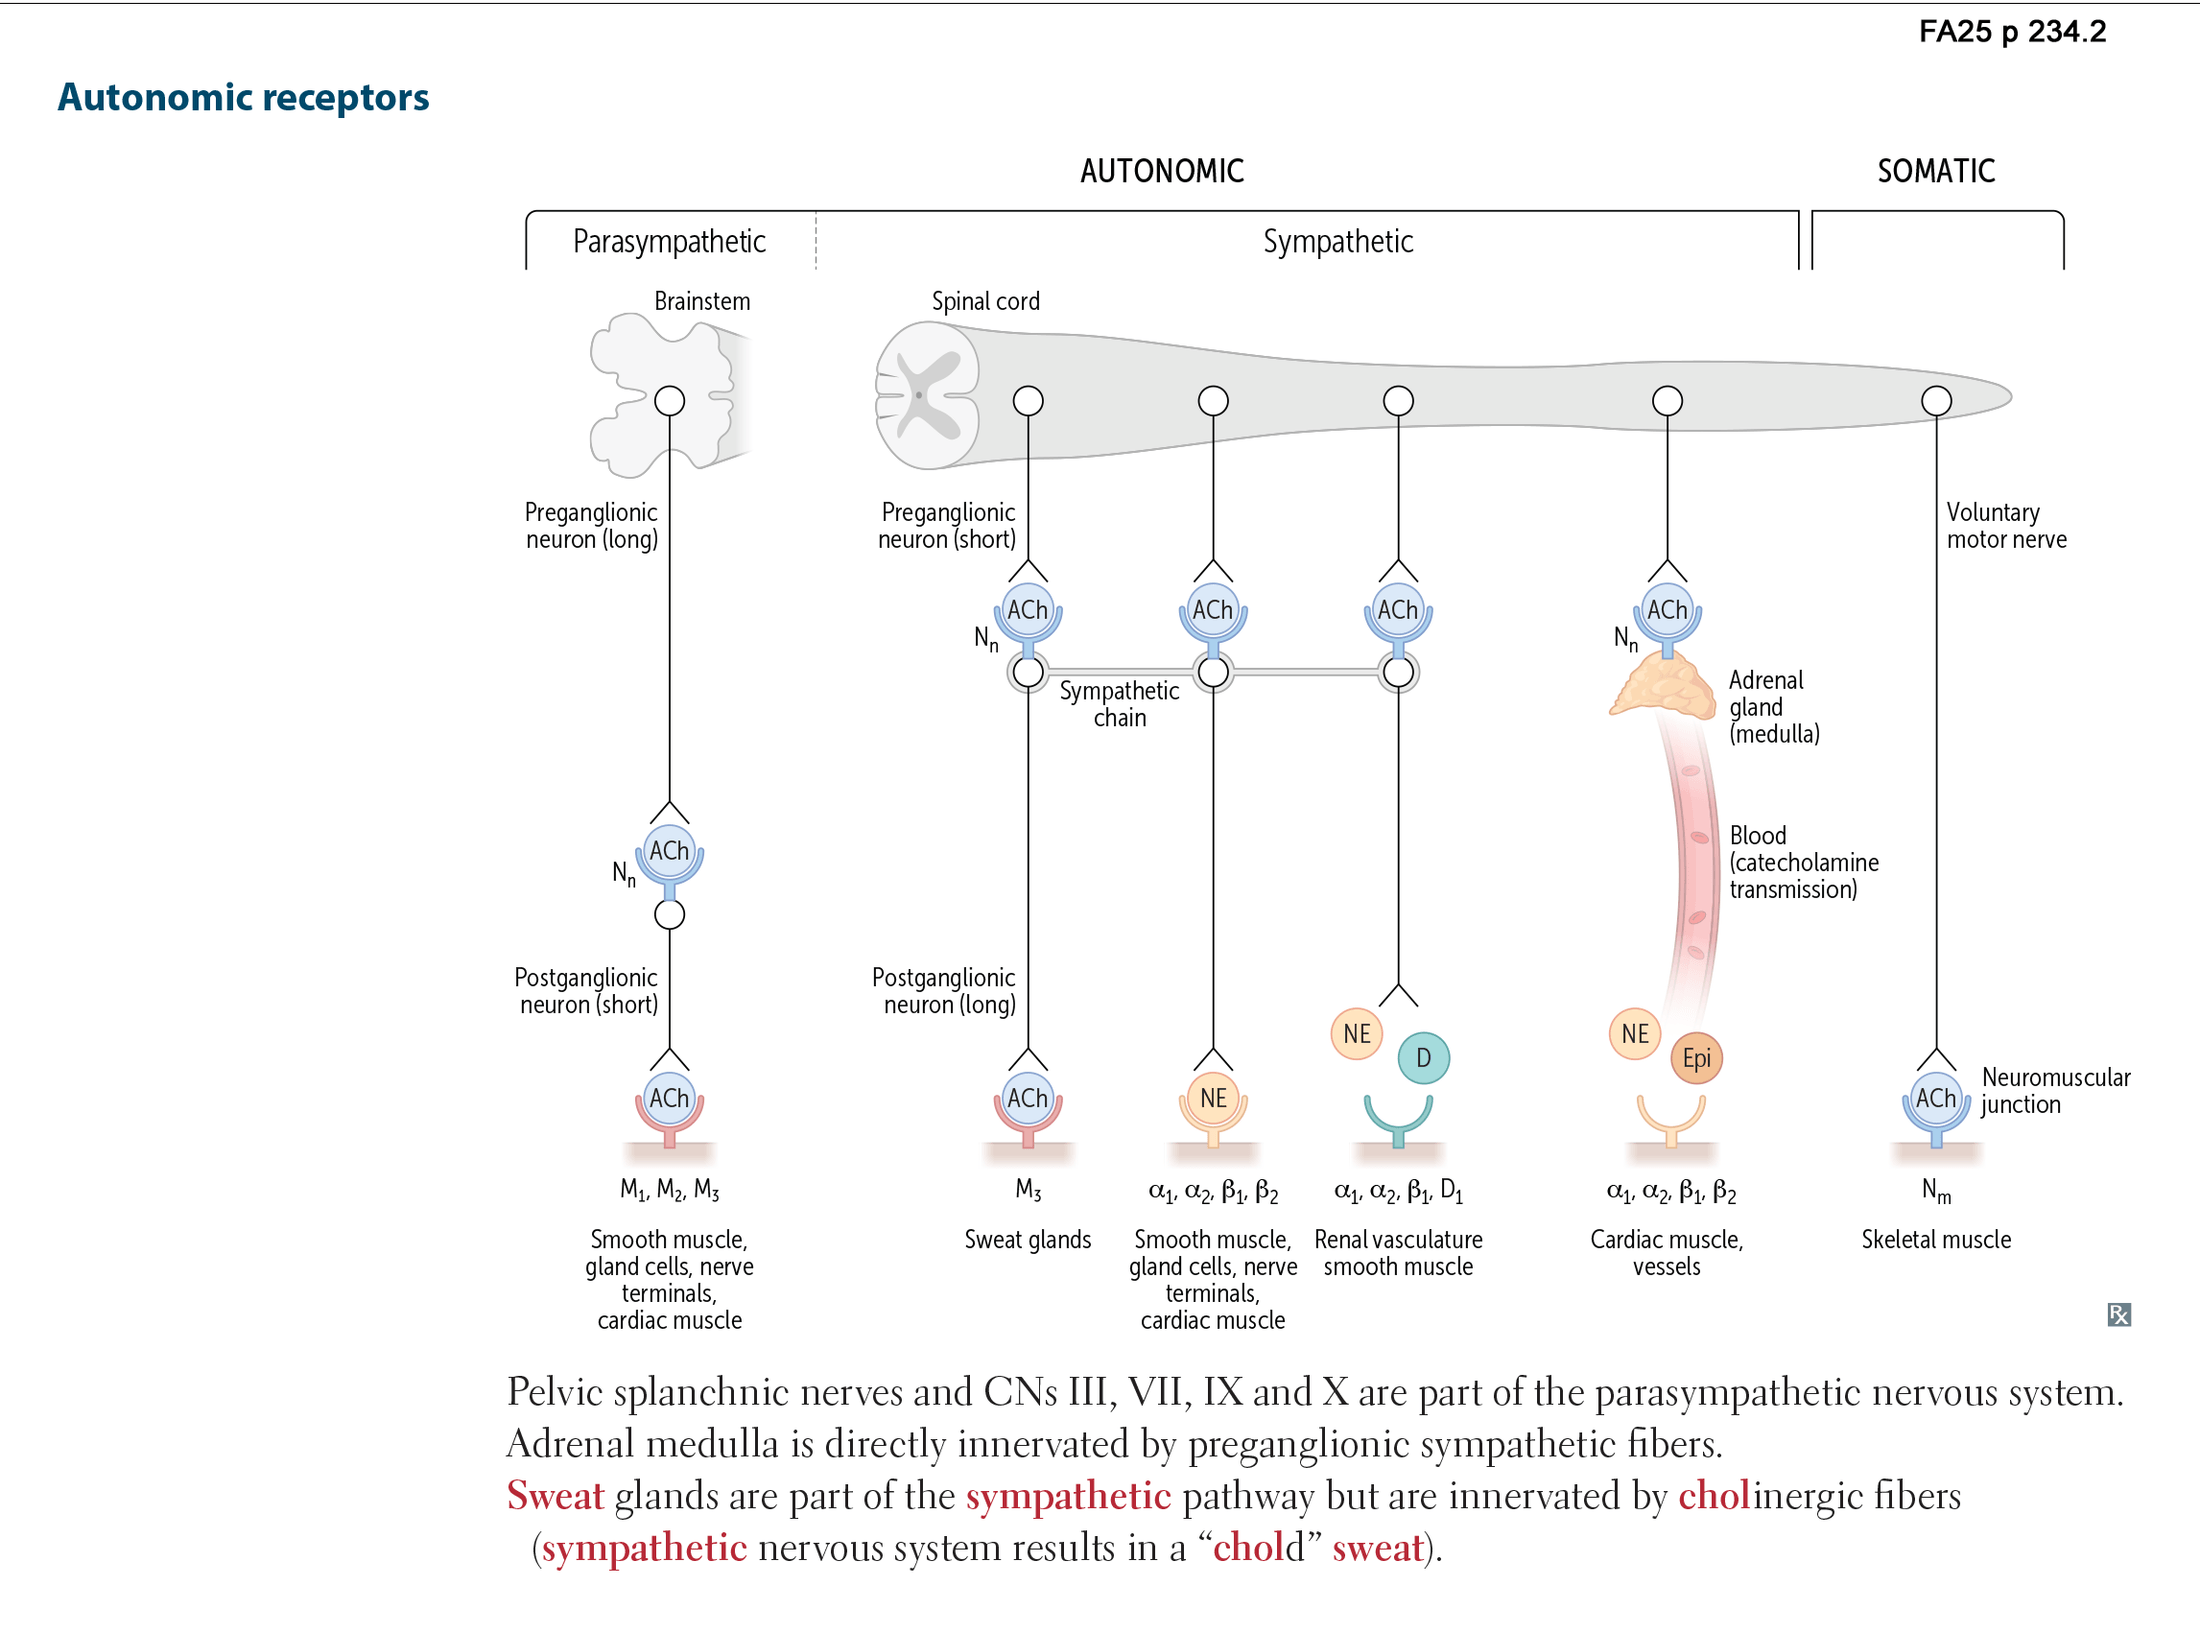 FA25 p 234.2
Autonomic receptors
AUTONOMIC
SOMATIC
Parasympathetic
Sympathetic
Brainstem
Spinal cord
Preganglionic
neuron (long)
Preganglionic
neuron (short)
Voluntary
motor nerve
ACh
ACh
ACh
ACh
Nn
Nn
Sympathetic
chain
Adrenal
gland
(medulla)
Blood
(catecholamine
transmission)
ACh
Nn
Postganglionic
neuron (short)
Postganglionic
neuron (long)
NE
D
NE
Epi
ACh
ACh
NE
ACh
Neuromuscular
junction
M1, M2, M3
M3
α1, α2, β1, β2
α1, α2, β1, D1
α1, α2, β1, β2
Nm
Smooth muscle,
gland cells, nerve
terminals,
cardiac muscle
Sweat glands
Smooth muscle,
gland cells, nerve
terminals,
cardiac muscle
Renal vasculature
smooth muscle
Cardiac muscle,
vessels
Skeletal muscle
Rx
Pelvic splanchnic nerves and CNs III, VII, IX and X are part of the parasympathetic nervous system.
Adrenal medulla is directly innervated by preganglionic sympathetic fibers.
Sweat glands are part of the sympathetic pathway but are innervated by cholinergic fibers
(sympathetic nervous system results in a “chold” sweat).